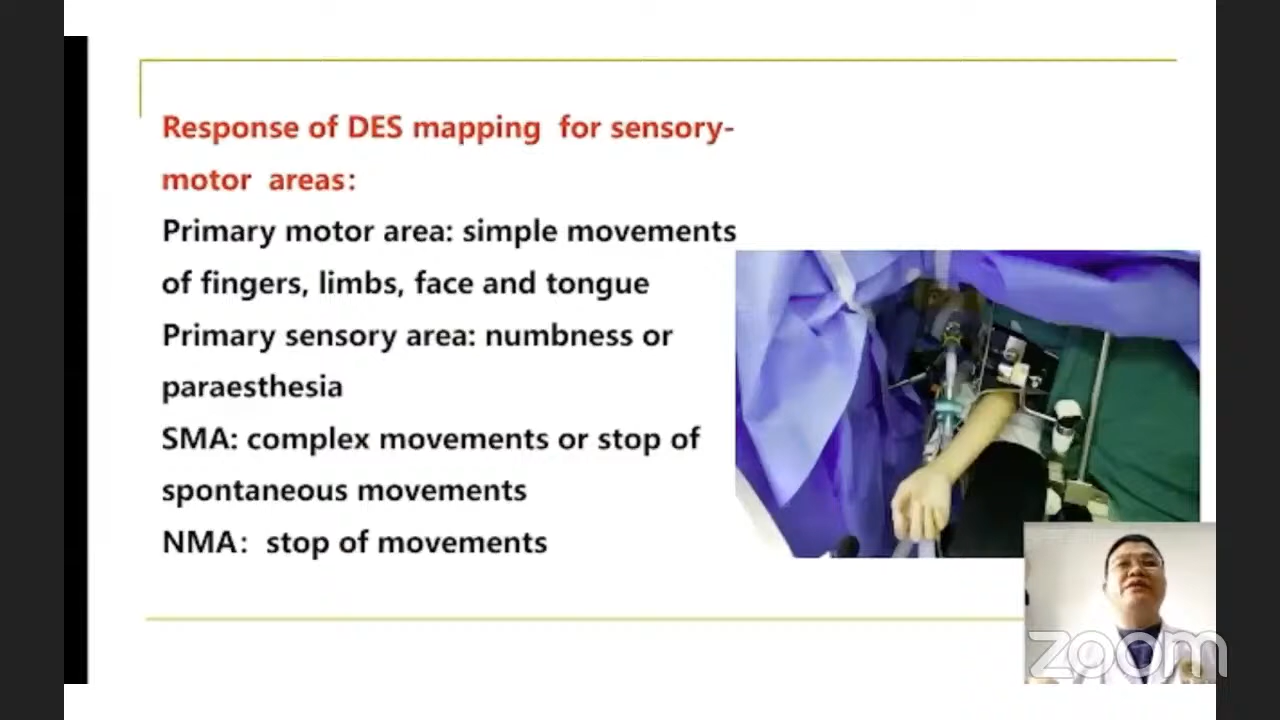 Response of DES mapping for sensory-
motor areas:
Primary motor area: simple movements
of fingers, limbs, face and tongue
Primary sensory area: numbness or
paraesthesia
SMA: complex movements or stop of
spontaneous movements
NMA: stop of movements
zoom